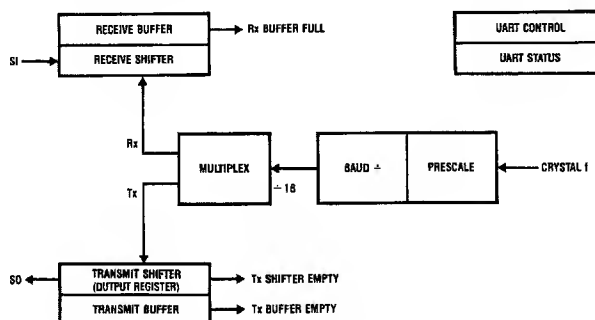 RECEIVE BUFFER
Rx BUFFER FULL
UART CONTROL
SI
RECEIVE SHIFTER
UART STATUS
Rx
MULTIPLEX
BAUD ÷
PRESCALE
CRYSTAL f
÷ 16
Tx
SO
TRANSMIT SHIFTER
(OUTPUT REGISTER)
Tx SHIFTER EMPTY
TRANSMIT BUFFER
Tx BUFFER EMPTY